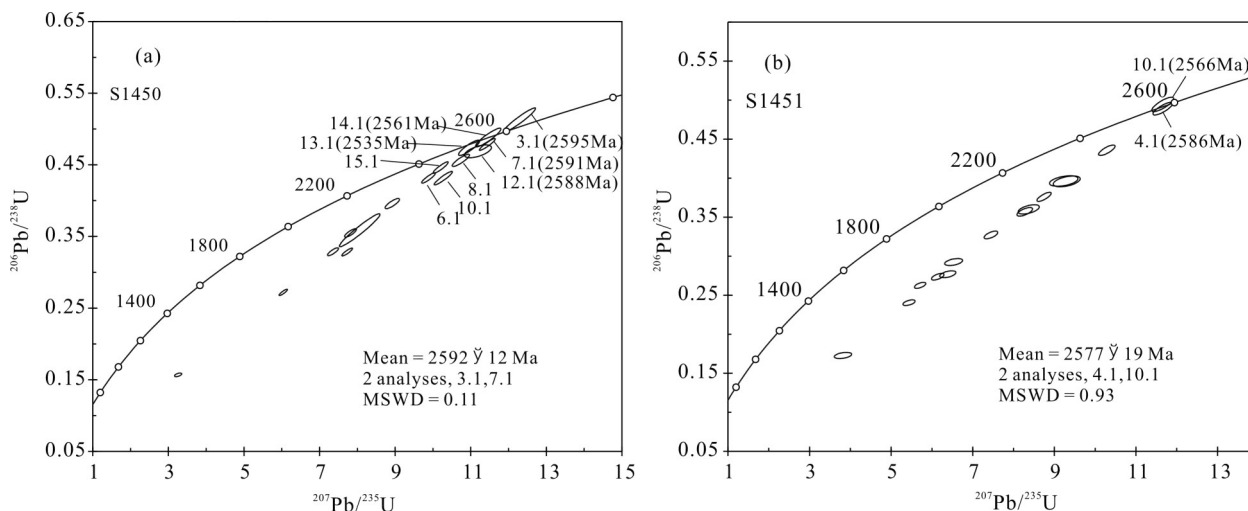 (a)
S1450
0.65
0.55
0.45
0.35
0.25
0.15
0.05
²⁰⁶Pb/²³⁸U
1400
1800
2200
2600
14.1(2561Ma)
13.1(2535Ma)
15.1
3.1(2595Ma)
7.1(2591Ma)
12.1(2588Ma)
8.1
10.1
6.1
Mean = 2592 Ў 12 Ma
2 analyses, 3.1,7.1
MSWD = 0.11
1 3 5 7 9 11 13 15
²⁰⁷Pb/²³⁵U
(b)
S1451
0.55
0.45
0.35
0.25
0.15
0.05
²⁰⁶Pb/²³⁸U
1400
1800
2200
2600
10.1(2566Ma)
4.1(2586Ma)
Mean = 2577 Ў 19 Ma
2 analyses, 4.1,10.1
MSWD = 0.93
1 3 5 7 9 11 13
²⁰⁷Pb/²³⁵U